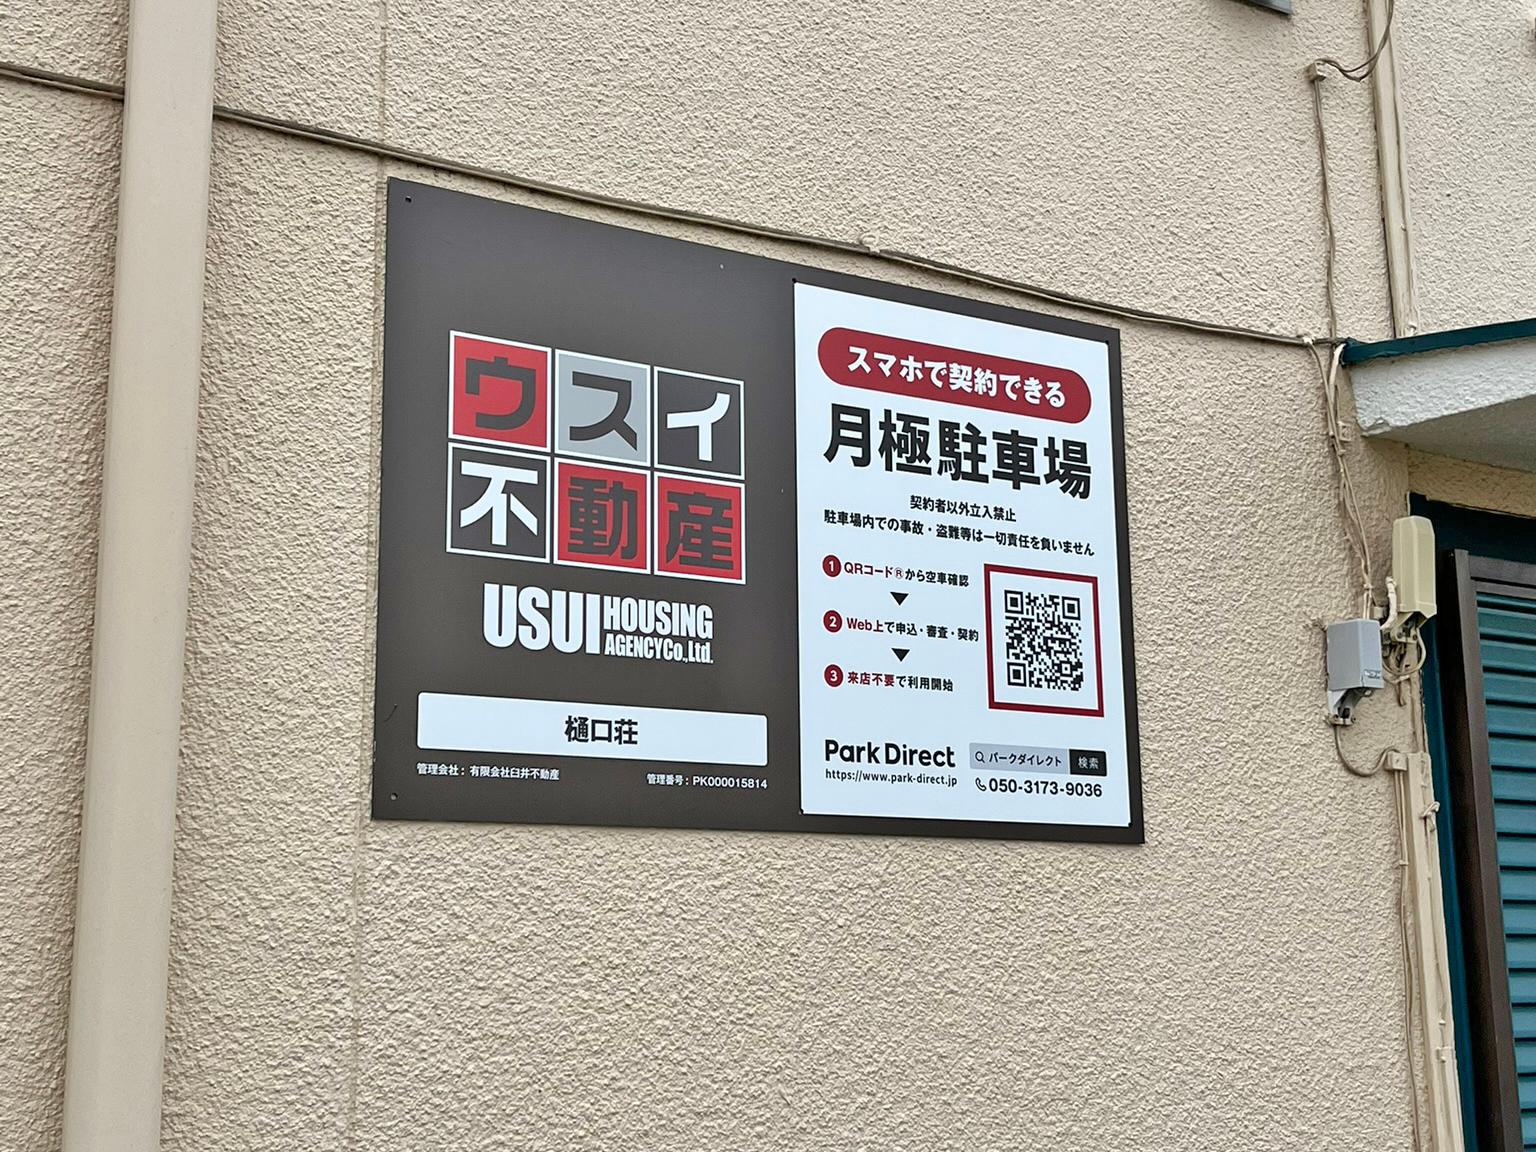 ウスイ
不動産
USUI HOUSING
AGENCYCo.,Ltd.
樋口荘
管理会社：有限会社臼井不動産
管理番号：PK000015814
スマホで契約できる
月極駐車場
契約者以外立入禁止
駐車場内での事故・盗難等は一切責任を負いません
1 QRコード®から空車確認
▼
2 Web上で申込・審査・契約
▼
3 来店不要で利用開始
Park Direct
https://www.park-direct.jp
パークダイレクト 検索
050-3173-9036